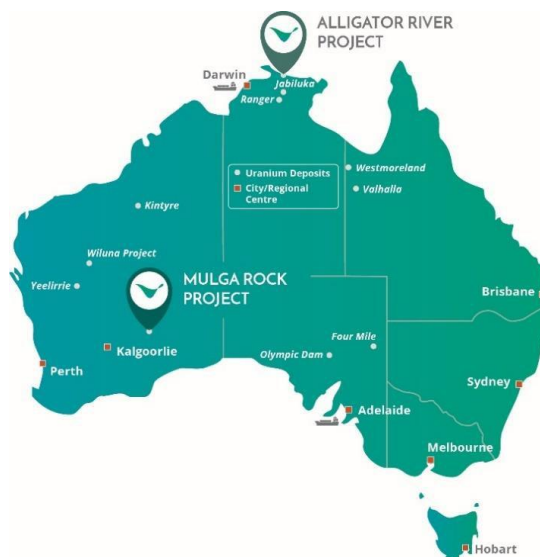 ALLIGATOR RIVER
PROJECT
Darwin
Jabiluka
Ranger
Uranium Deposits
City/Regional
Centre
Westmoreland
Valhalla
Kintyre
Wiluna Project
Yeelirrie
MULGA ROCK
PROJECT
Brisbane
Kalgoorlie
Four Mile
Olympic Dam
Perth
Sydney
Adelaide
Melbourne
Hobart